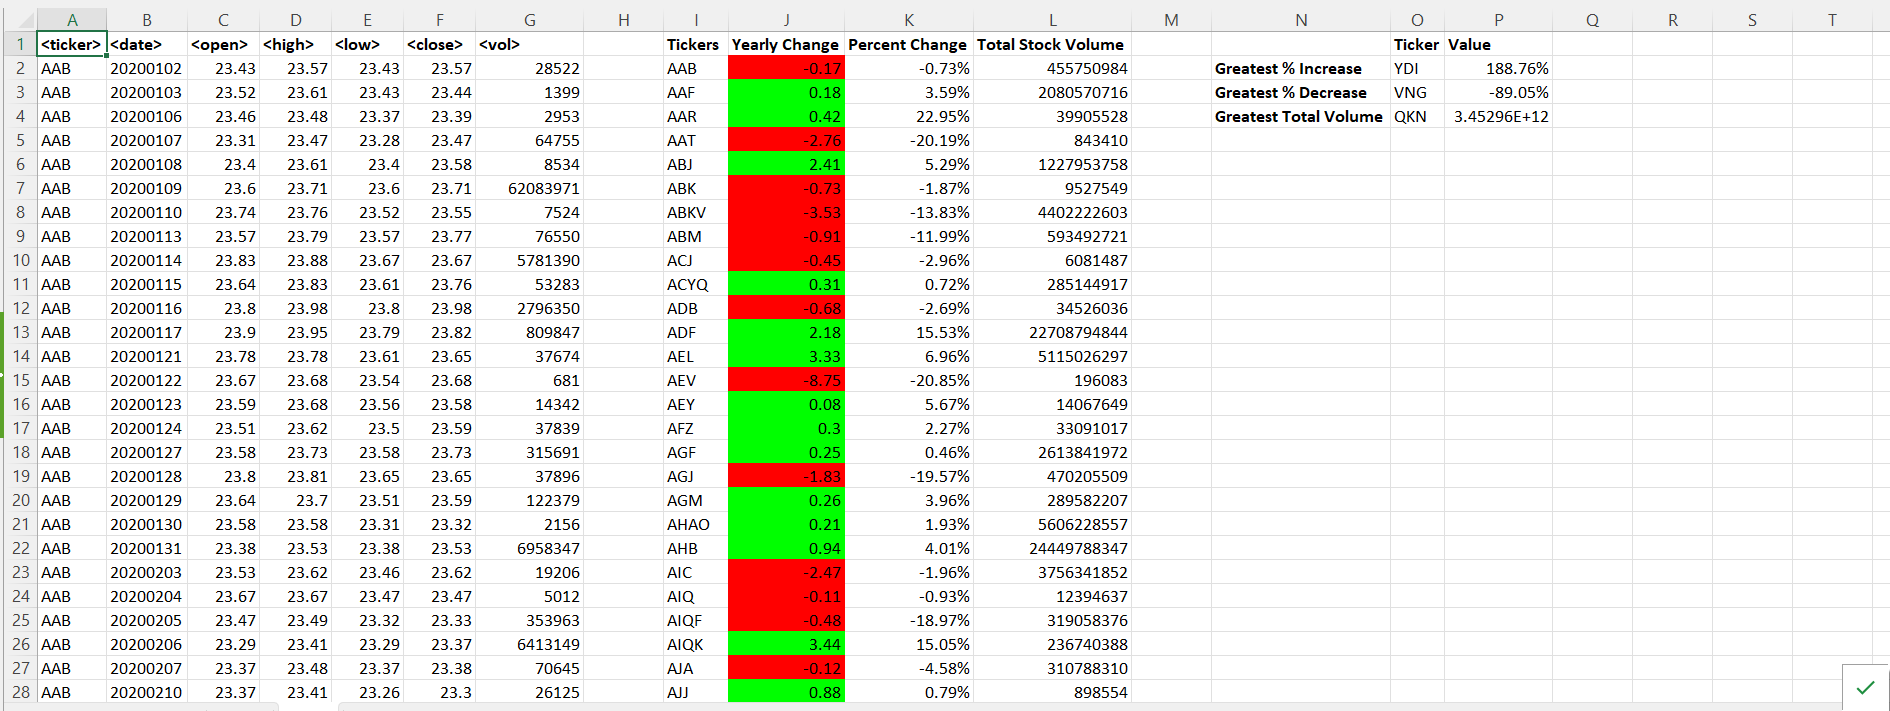 A B C D E F G H I J K L M N O P Q R S T
1 <ticker> <date> <open> <high> <low> <close> <vol> Tickers Yearly Change Percent Change Total Stock Volume Ticker Value
2 AAB 20200102 23.43 23.57 23.43 23.57 28522 AAB -0.17 -0.73% 455750984 Greatest % Increase YDI 188.76%
3 AAB 20200103 23.52 23.61 23.43 23.44 1399 AAF 0.18 3.59% 2080570716 Greatest % Decrease VNG -89.05%
4 AAB 20200106 23.46 23.48 23.37 23.39 2953 AAR 0.42 22.95% 39905528 Greatest Total Volume QKN 3.45296E+12
5 AAB 20200107 23.31 23.47 23.28 23.47 64755 AAT -2.76 -20.19% 843410
6 AAB 20200108 23.4 23.61 23.4 23.58 8534 ABJ 2.41 5.29% 1227953758
7 AAB 20200109 23.6 23.71 23.6 23.71 62083971 ABK -0.73 -1.87% 9527549
8 AAB 20200110 23.74 23.76 23.52 23.55 7524 ABKV -3.53 -13.83% 4402222603
9 AAB 20200113 23.57 23.79 23.57 23.77 76550 ABM -0.91 -11.99% 593492721
10 AAB 20200114 23.83 23.88 23.67 23.67 5781390 ACJ -0.45 -2.96% 6081487
11 AAB 20200115 23.64 23.83 23.61 23.76 53283 ACYQ 0.31 0.72% 285144917
12 AAB 20200116 23.8 23.98 23.8 23.98 2796350 ADB -0.68 -2.69% 34526036
13 AAB 20200117 23.9 23.95 23.79 23.82 809847 ADF 2.18 15.53% 22708794844
14 AAB 20200121 23.78 23.78 23.61 23.65 37674 AEL 3.33 6.96% 5115026297
15 AAB 20200122 23.67 23.68 23.54 23.68 681 AEV -8.75 -20.85% 196083
16 AAB 20200123 23.59 23.68 23.56 23.58 14342 AEY 0.08 5.67% 14067649
17 AAB 20200124 23.51 23.62 23.5 23.59 37839 AFZ 0.3 2.27% 33091017
18 AAB 20200127 23.58 23.73 23.58 23.73 315691 AGF 0.25 0.46% 2613841972
19 AAB 20200128 23.8 23.81 23.65 23.65 37896 AGJ -1.83 -19.57% 470205509
20 AAB 20200129 23.64 23.7 23.51 23.59 122379 AGM 0.26 3.96% 289582207
21 AAB 20200130 23.58 23.58 23.31 23.32 2156 AHAO 0.21 1.93% 5606228557
22 AAB 20200131 23.38 23.53 23.38 23.53 6958347 AHB 0.94 4.01% 24449788347
23 AAB 20200203 23.53 23.62 23.46 23.62 19206 AIC -2.47 -1.96% 3756341852
24 AAB 20200204 23.67 23.67 23.47 23.47 5012 AIQ -0.11 -0.93% 12394637
25 AAB 20200205 23.47 23.49 23.32 23.33 353963 AIQF -0.48 -18.97% 319058376
26 AAB 20200206 23.29 23.41 23.29 23.37 6413149 AIQK 3.44 15.05% 236740388
27 AAB 20200207 23.37 23.48 23.37 23.38 70645 AJA -0.12 -4.58% 310788310
28 AAB 20200210 23.37 23.41 23.26 23.3 26125 AJJ 0.88 0.79% 898554